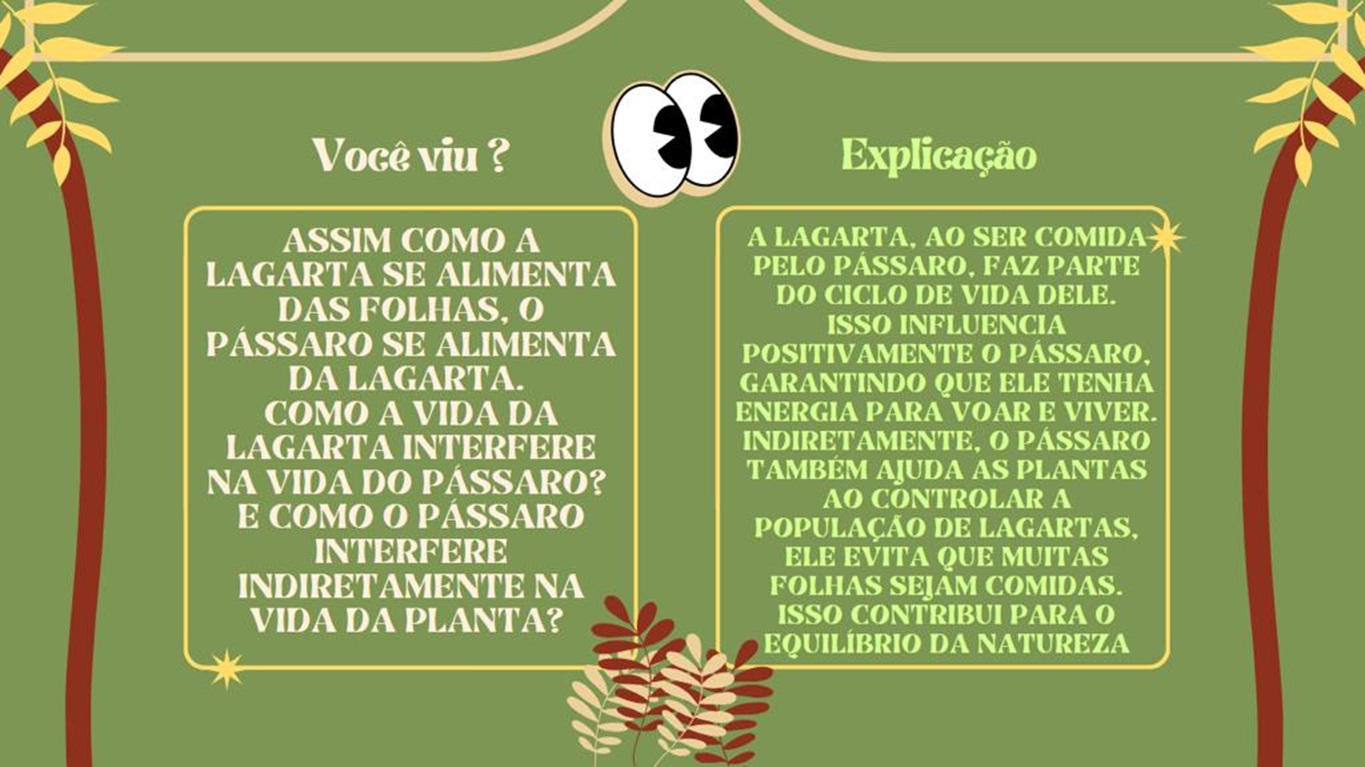 Você viu ?
ASSIM COMO A
LAGARTA SE ALIMENTA
DAS FOLHAS, O
PÁSSARO SE ALIMENTA
DA LAGARTA.
COMO A VIDA DA
LAGARTA INTERFERE
NA VIDA DO PÁSSARO?
E COMO O PÁSSARO
INTERFERE
INDIRETAMENTE NA
VIDA DA PLANTA?
Explicação
A LAGARTA, AO SER COMIDA
PELO PÁSSARO, FAZ PARTE
DO CICLO DE VIDA DELE.
ISSO INFLUENCIA
POSITIVAMENTE O PÁSSARO,
GARANTINDO QUE ELE TENHA
ENERGIA PARA VOAR E VIVER.
INDIRETAMENTE, O PÁSSARO
TAMBÉM AJUDA AS PLANTAS
AO CONTROLAR A
POPULAÇÃO DE LAGARTAS,
ELE EVITA QUE MUITAS
FOLHAS SEJAM COMIDAS.
ISSO CONTRIBUI PARA O
EQUILÍBRIO DA NATUREZA